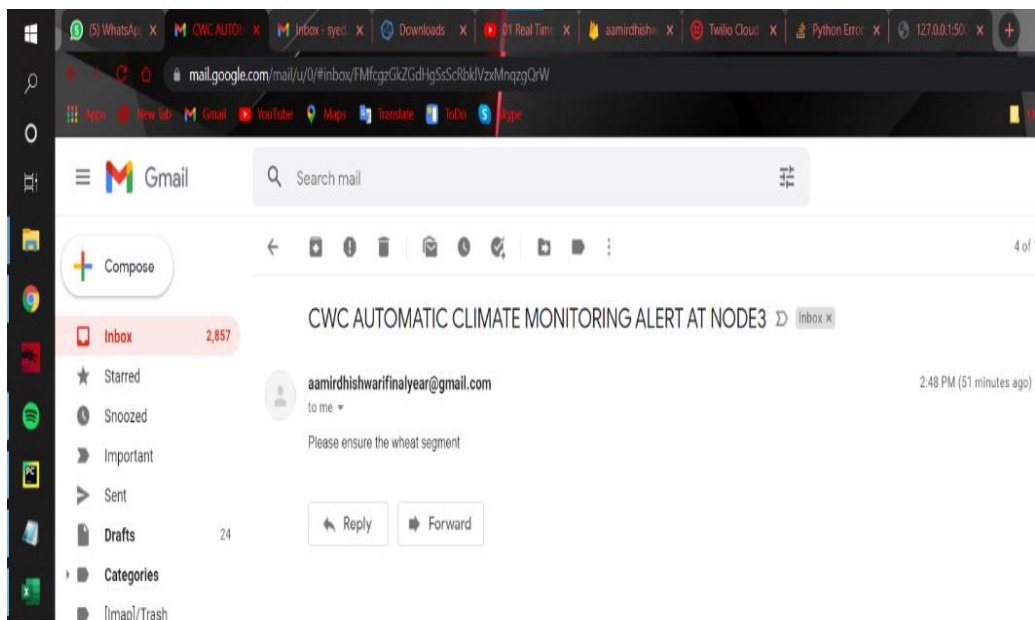 (5) WhatsAp
CWC AUTO
Inbox - syed
Downloads
01 Real Time
aamirdhishw
Twilio Cloud
Python Error
127.0.0.1:500
mail.google.com/mail/u/0/#inbox/FMfcgzGkZGdHgSsScRbklVzxMnqzgQrW
Apps
New Tab
Gmail
YouTube
Maps
Translate
ToDo
Skype
Gmail
Search mail
Compose
4 of
CWC AUTOMATIC CLIMATE MONITORING ALERT AT NODE3
Inbox ×
Inbox 2,857
Starred
Snoozed
Important
Sent
Drafts 24
Categories
[Imap]/Trash
aamirdhishwarifinalyear@gmail.com
2:48 PM (51 minutes ago)
to me
Please ensure the wheat segment
Reply
Forward